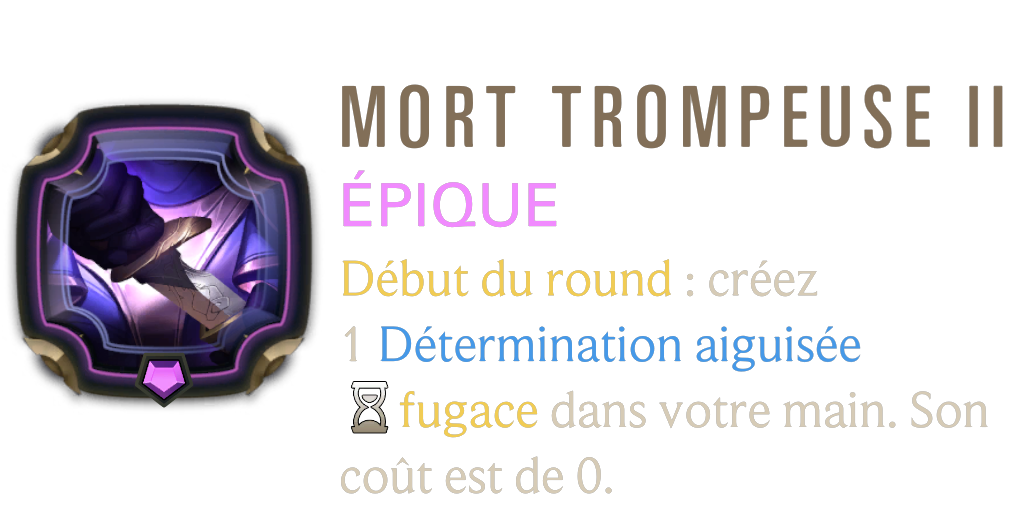 MORT TROMPEUSE II
ÉPIQUE
Début du round : créez
1 Détermination aiguisée
fugace dans votre main. Son
coût est de 0.